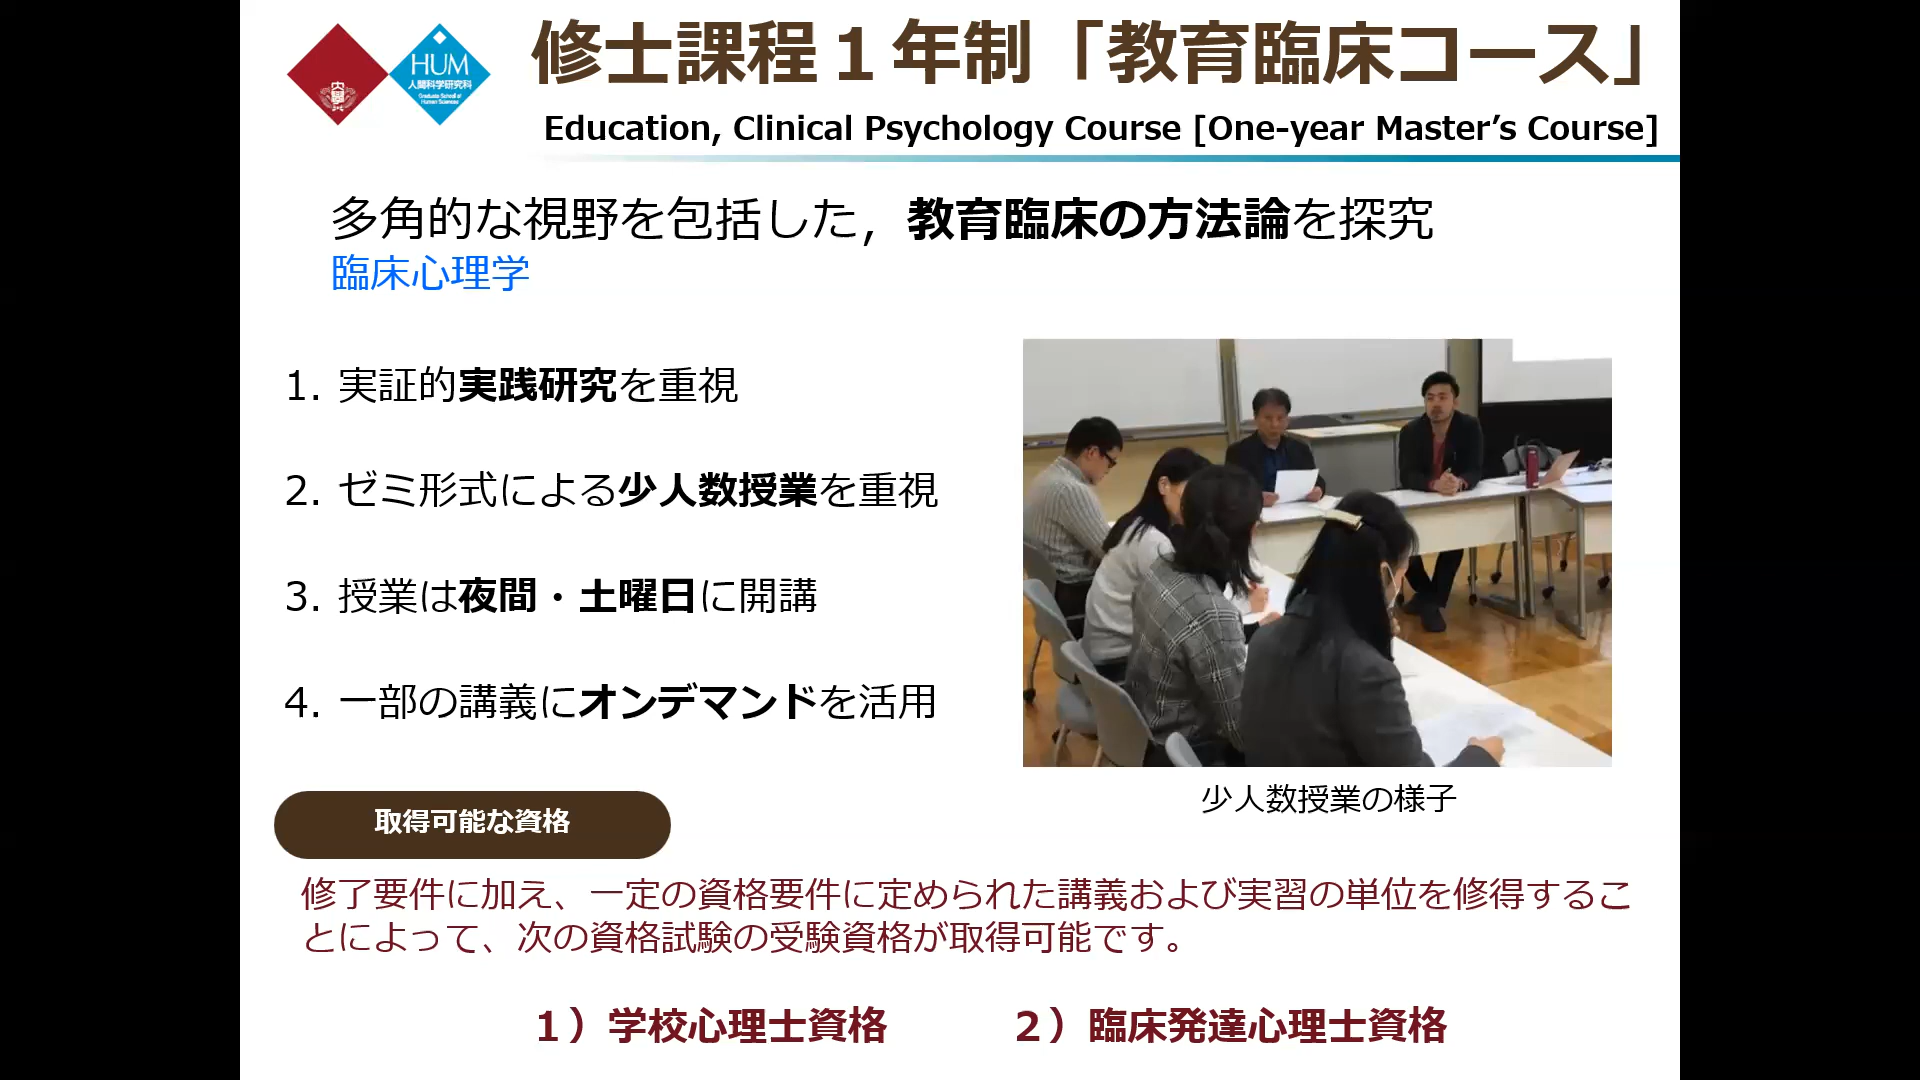 HUM
人間科学研究科
Graduate School of
Human Sciences
修士課程１年制「教育臨床コース」
Education, Clinical Psychology Course [One-year Master’s Course]
多角的な視野を包括した，教育臨床の方法論を探究
臨床心理学
1. 実証的実践研究を重視
2. ゼミ形式による少人数授業を重視
3. 授業は夜間・土曜日に開講
4. 一部の講義にオンデマンドを活用
少人数授業の様子
取得可能な資格
修了要件に加え、一定の資格要件に定められた講義および実習の単位を修得するこ
とによって、次の資格試験の受験資格が取得可能です。
１）学校心理士資格 ２）臨床発達心理士資格